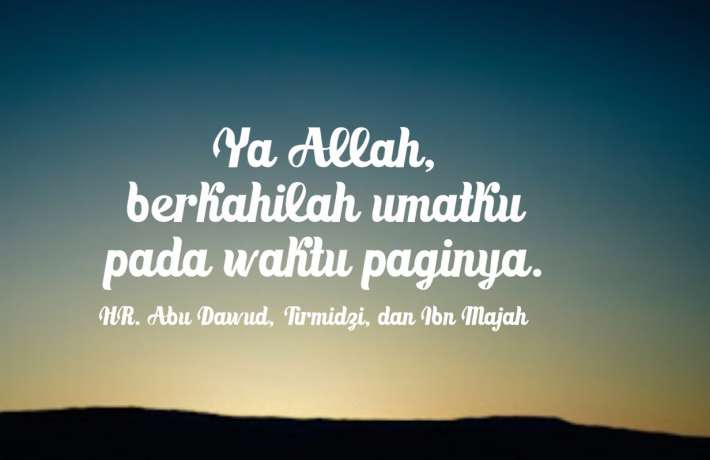 Ya Allah,
berkahilah umatku
pada waktu paginya.
HR. Abu Dawud, Tirmidzi, dan Ibn Majah